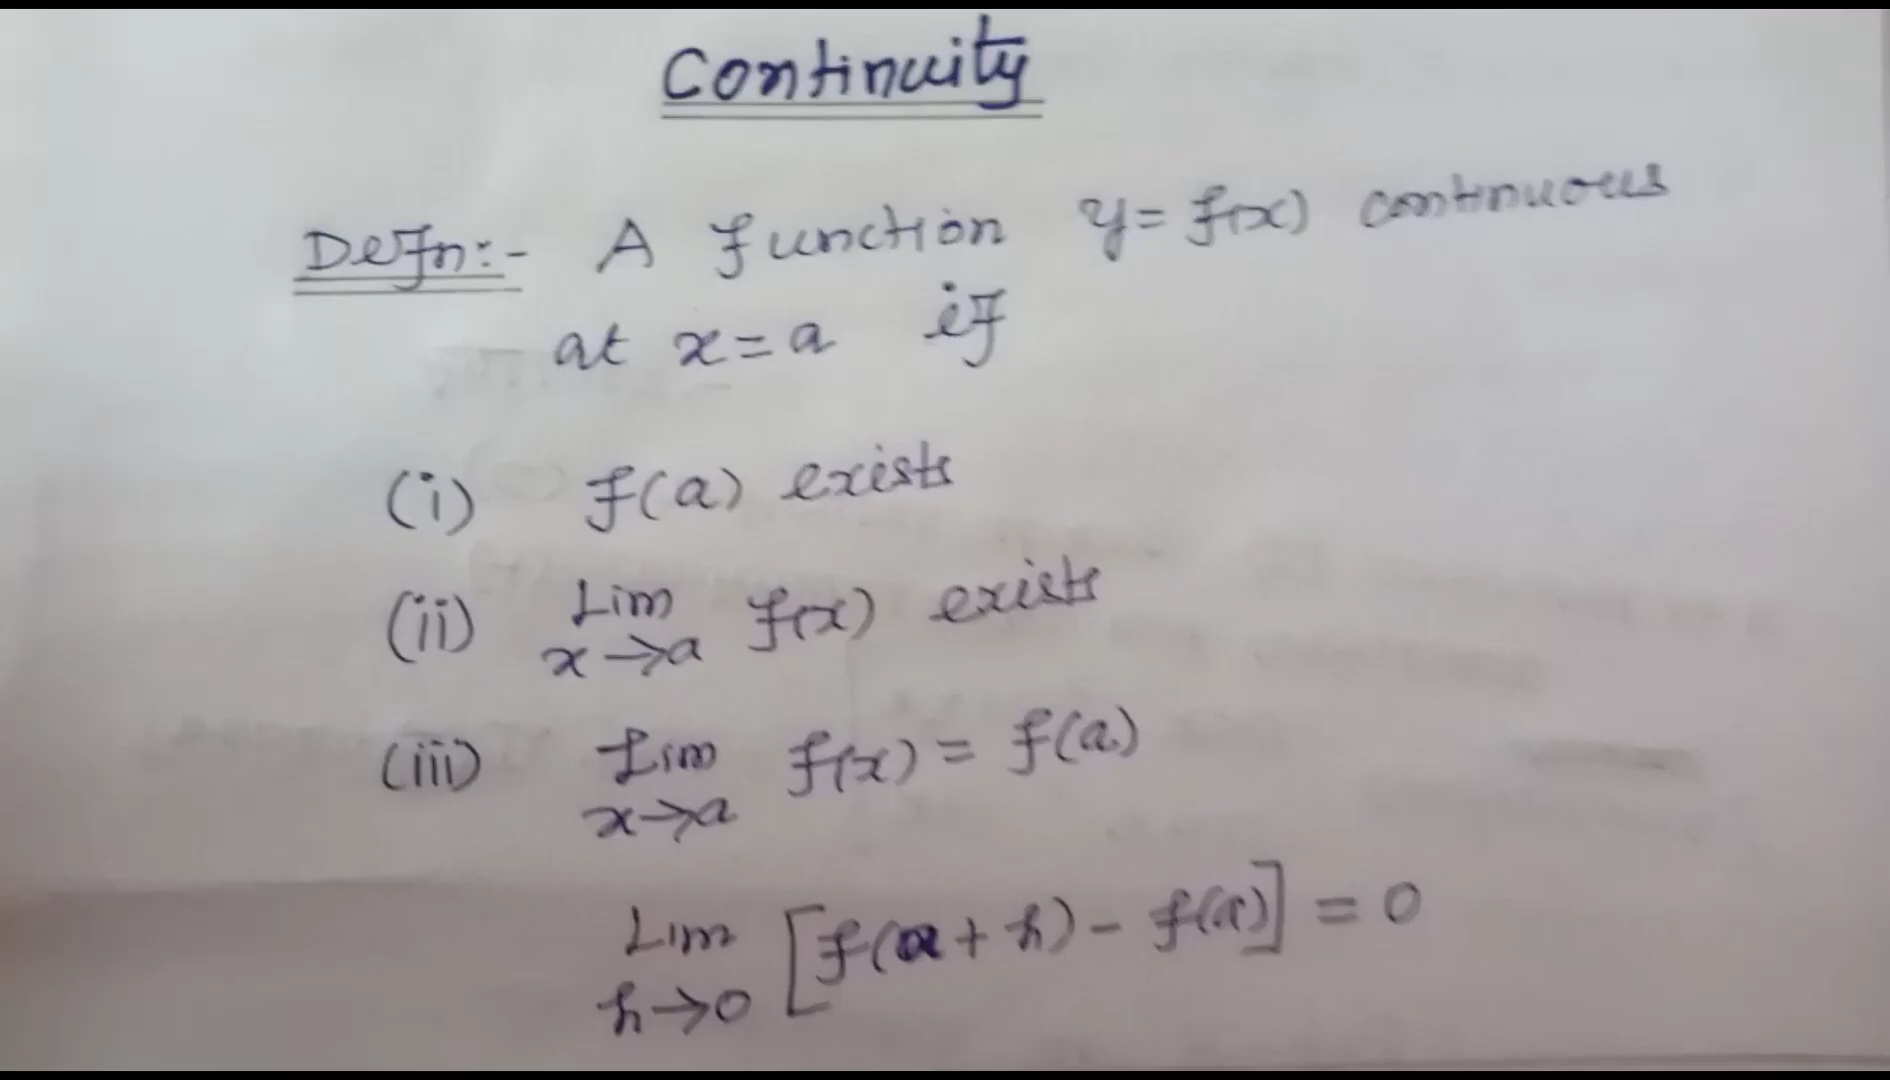 Continuity
Defn:- A function y = f(x) continuous
at x = a if
(i) f(a) exists
(ii) Lim f(x) exists
x→a
(iii) Lim f(x) = f(a)
x→a
Lim [f(a + h) - f(a)] = 0
h→0